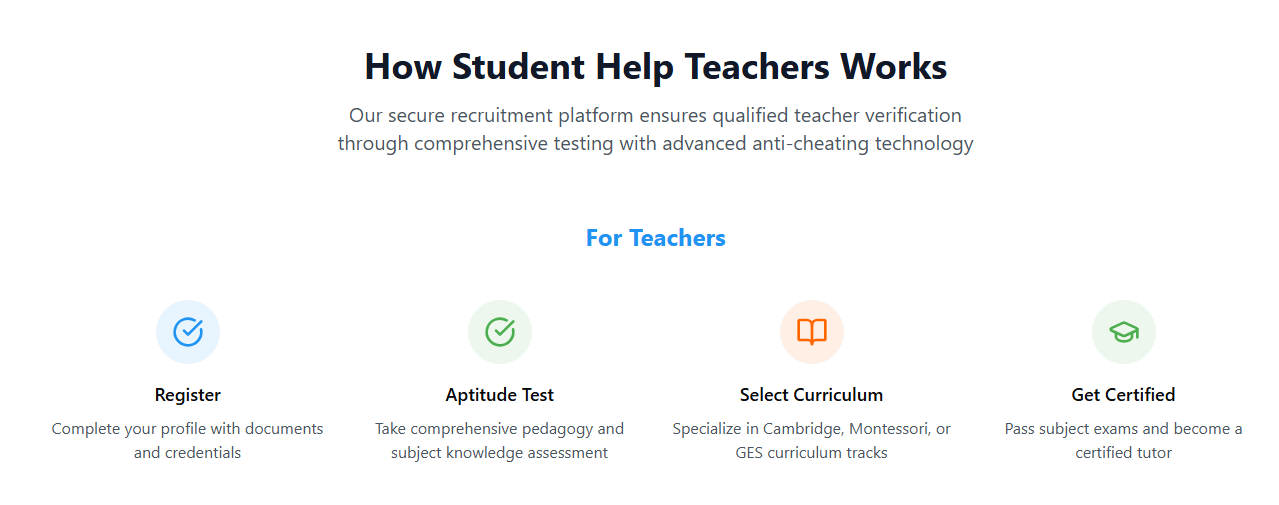 How Student Help Teachers Works
Our secure recruitment platform ensures qualified teacher verification
through comprehensive testing with advanced anti-cheating technology
For Teachers
Register
Complete your profile with documents
and credentials
Aptitude Test
Take comprehensive pedagogy and
subject knowledge assessment
Select Curriculum
Specialize in Cambridge, Montessori, or
GES curriculum tracks
Get Certified
Pass subject exams and become a
certified tutor